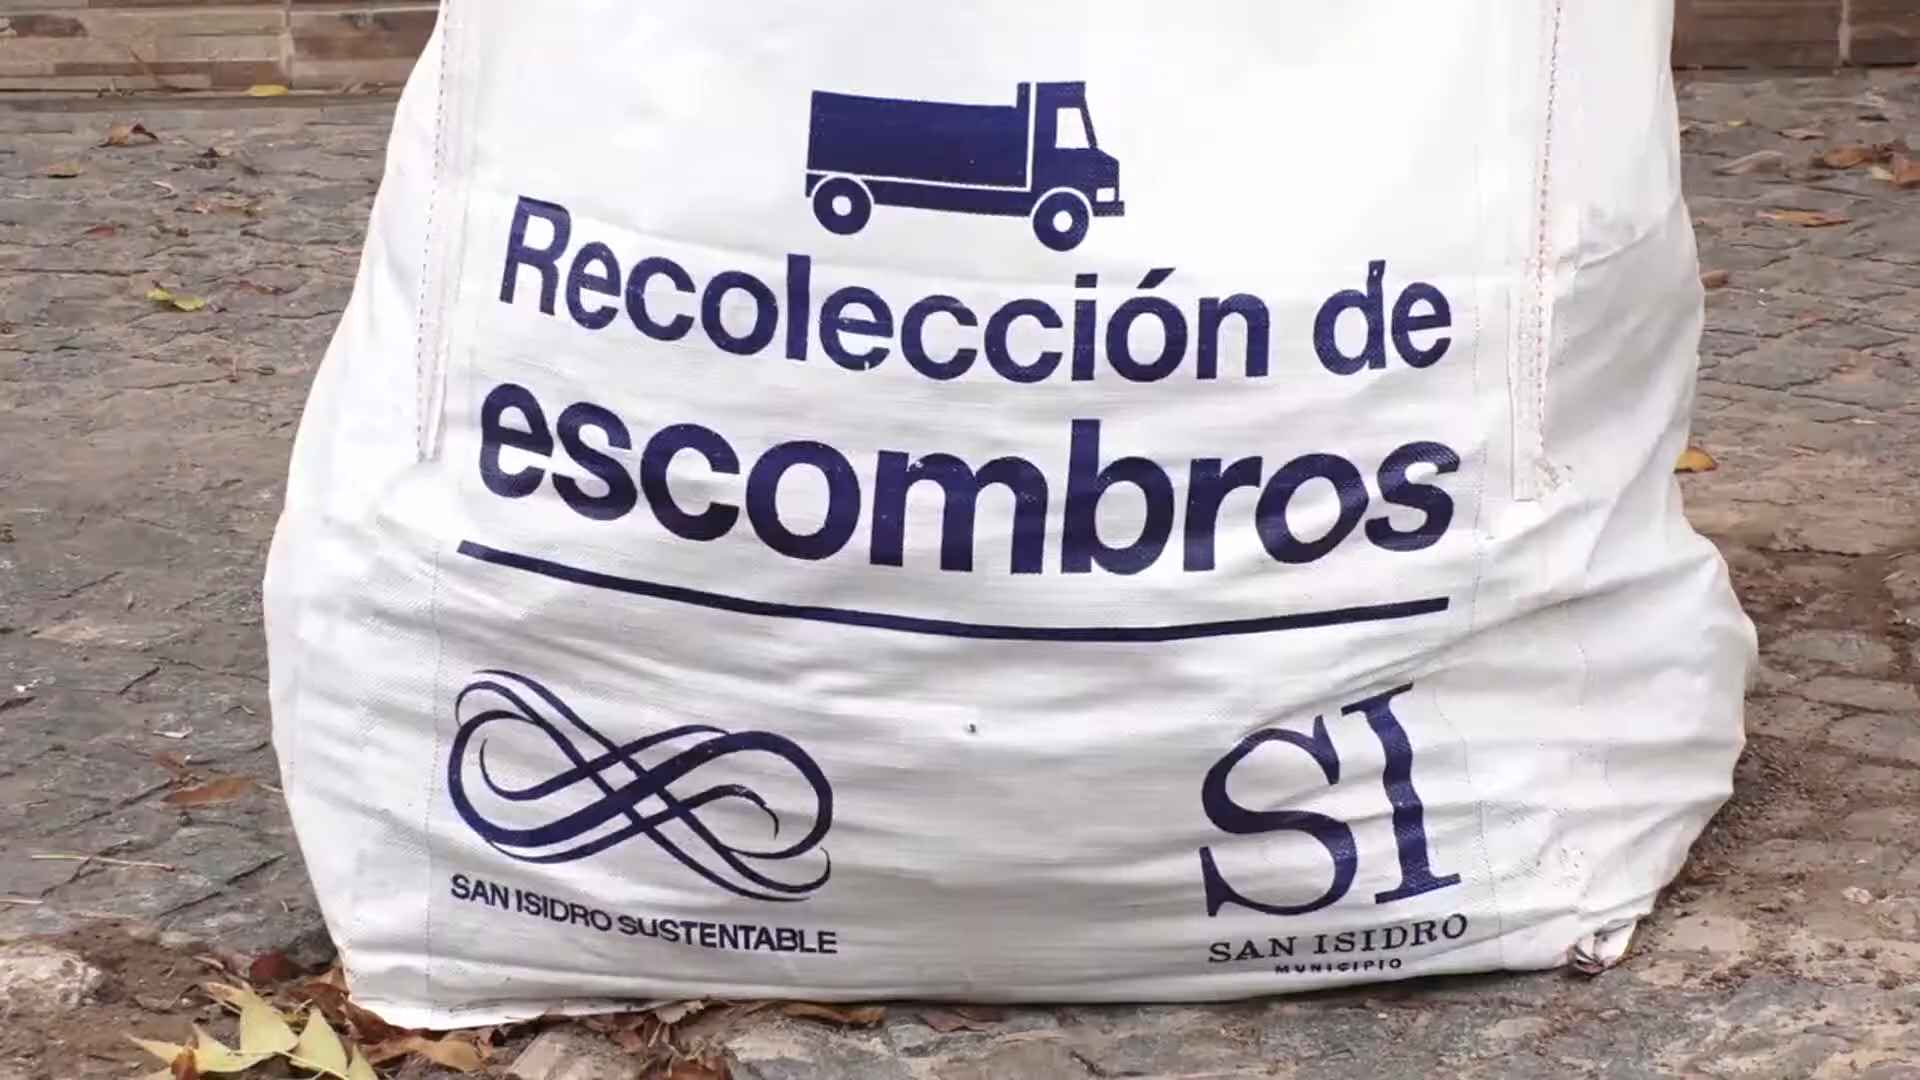 Recolección de
escombros
SAN ISIDRO SUSTENTABLE
SI
SAN ISIDRO
MUNICIPIO